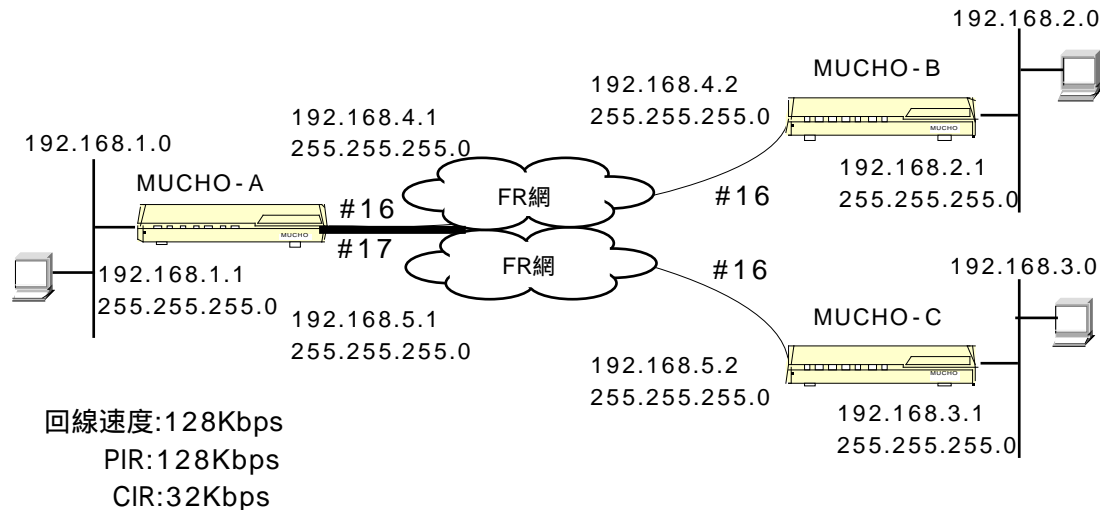 192.168.2.0
MUCHO-B
192.168.4.2
255.255.255.0
192.168.4.1
255.255.255.0
MUCHO
192.168.1.0
192.168.2.1
255.255.255.0
MUCHO-A
FR網
#16
#16
MUCHO
#17
FR網
#16
192.168.3.0
192.168.1.1
255.255.255.0
192.168.5.1
255.255.255.0
MUCHO-C
192.168.5.2
255.255.255.0
MUCHO
192.168.3.1
255.255.255.0
回線速度:128Kbps
PIR:128Kbps
CIR:32Kbps